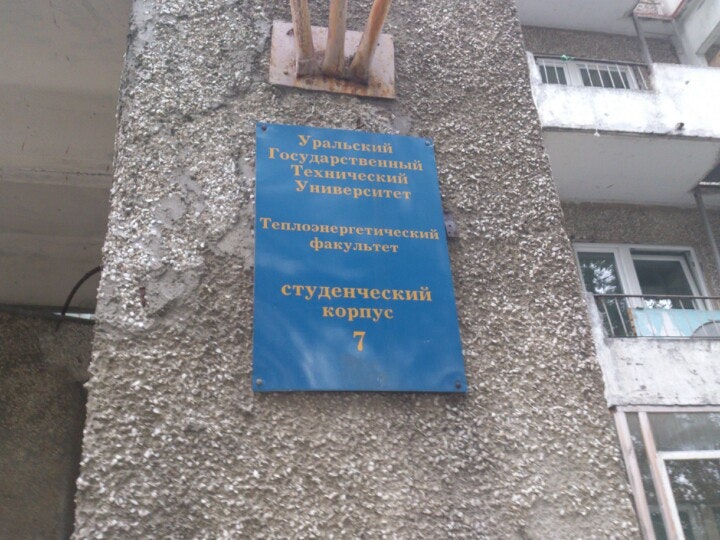 Уральский
Государственный
Технический
Университет
Теплоэнергетический
факультет
студенческий
корпус
7